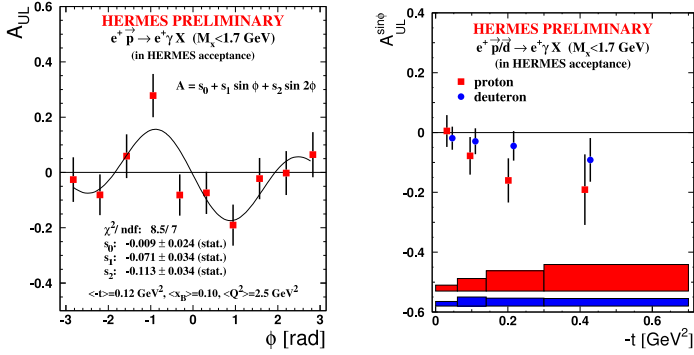 HERMES PRELIMINARY
e⁺ p⃗ → e⁺ γ X (Mₓ<1.7 GeV)
(in HERMES acceptance)
A = s₀ + s₁ sin ϕ + s₂ sin 2ϕ
A_UL
0.6
0.4
0.2
0
-0.2
-0.4
χ²/ ndf: 8.5/ 7
s₀: -0.009 ± 0.024 (stat.)
s₁: -0.071 ± 0.034 (stat.)
s₂: -0.113 ± 0.034 (stat.)
<-t>=0.12 GeV², <x_B>=0.10, <Q²>=2.5 GeV²
-3 -2 -1 0 1 2 3
ϕ [rad]
HERMES PRELIMINARY
e⁺ p⃗/d⃗ → e⁺ γ X (Mₓ<1.7 GeV)
(in HERMES acceptance)
proton
deuteron
A_UL^sinϕ
0.4
0.2
0
-0.2
-0.4
-0.6
0 0.2 0.4 0.6
-t [GeV²]